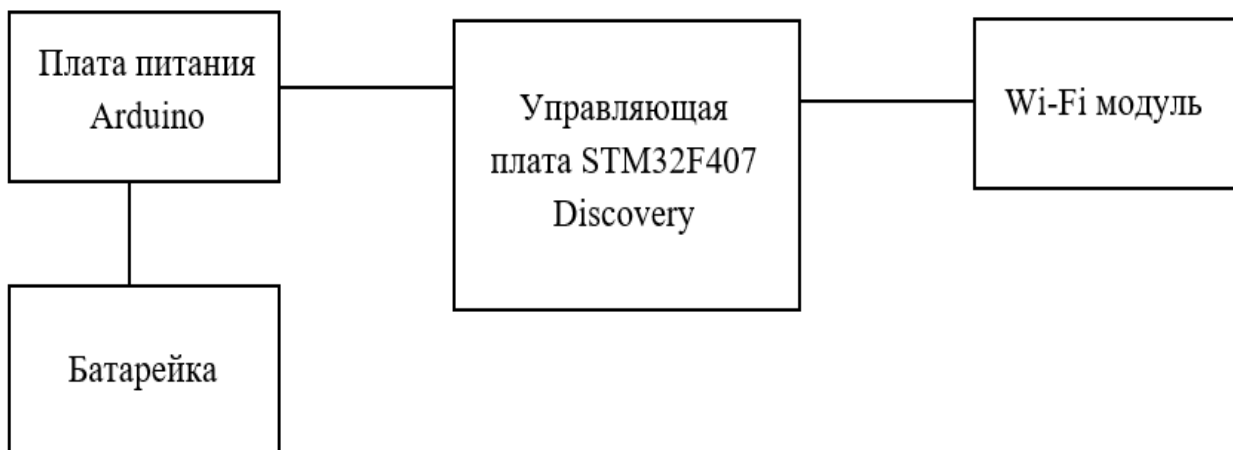 Плата питания
Arduino
Управляющая
плата STM32F407
Discovery
Wi-Fi модуль
Батарейка